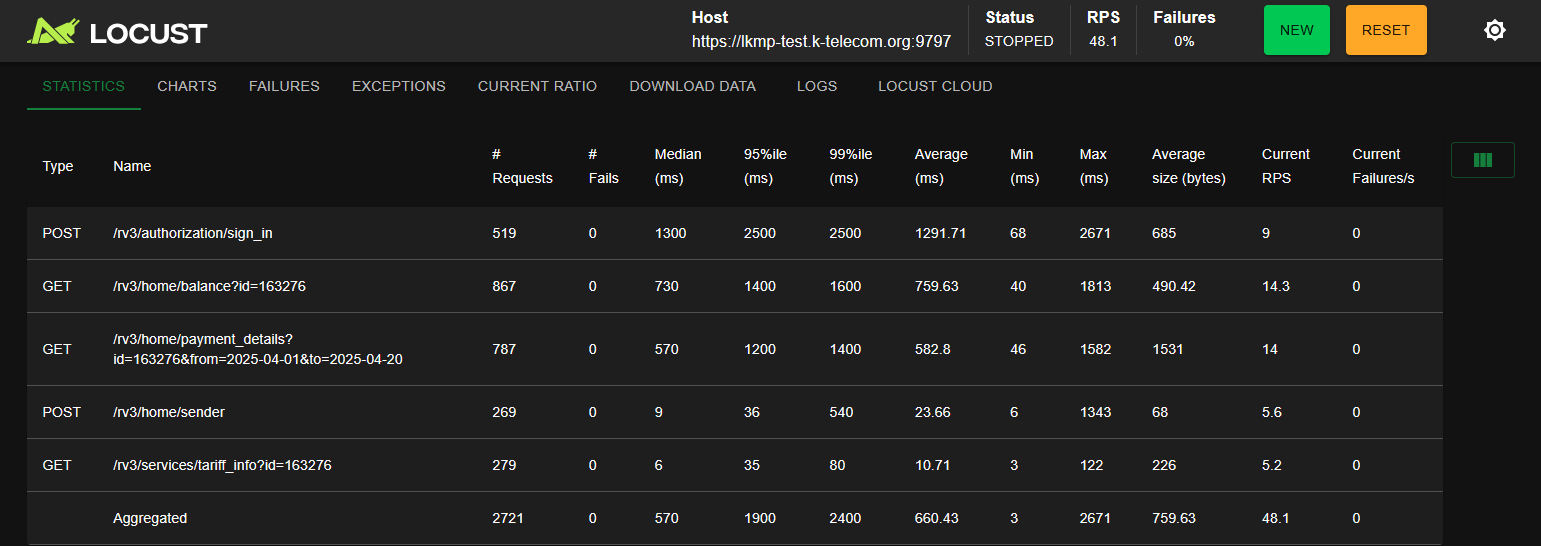 LOCUST
Host
https://lkmp-test.k-telecom.org:9797
Status
STOPPED
RPS
48.1
Failures
0%
NEW
RESET
STATISTICS CHARTS FAILURES EXCEPTIONS CURRENT RATIO DOWNLOAD DATA LOGS LOCUST CLOUD
Type Name # Requests # Fails Median (ms) 95%ile (ms) 99%ile (ms) Average (ms) Min (ms) Max (ms) Average size (bytes) Current RPS Current Failures/s
POST /rv3/authorization/sign_in 519 0 1300 2500 2500 1291.71 68 2671 685 9 0
GET /rv3/home/balance?id=163276 867 0 730 1400 1600 759.63 40 1813 490.42 14.3 0
GET /rv3/home/payment_details?
id=163276&from=2025-04-01&to=2025-04-20 787 0 570 1200 1400 582.8 46 1582 1531 14 0
POST /rv3/home/sender 269 0 9 36 540 23.66 6 1343 68 5.6 0
GET /rv3/services/tariff_info?id=163276 279 0 6 35 80 10.71 3 122 226 5.2 0
Aggregated 2721 0 570 1900 2400 660.43 3 2671 759.63 48.1 0